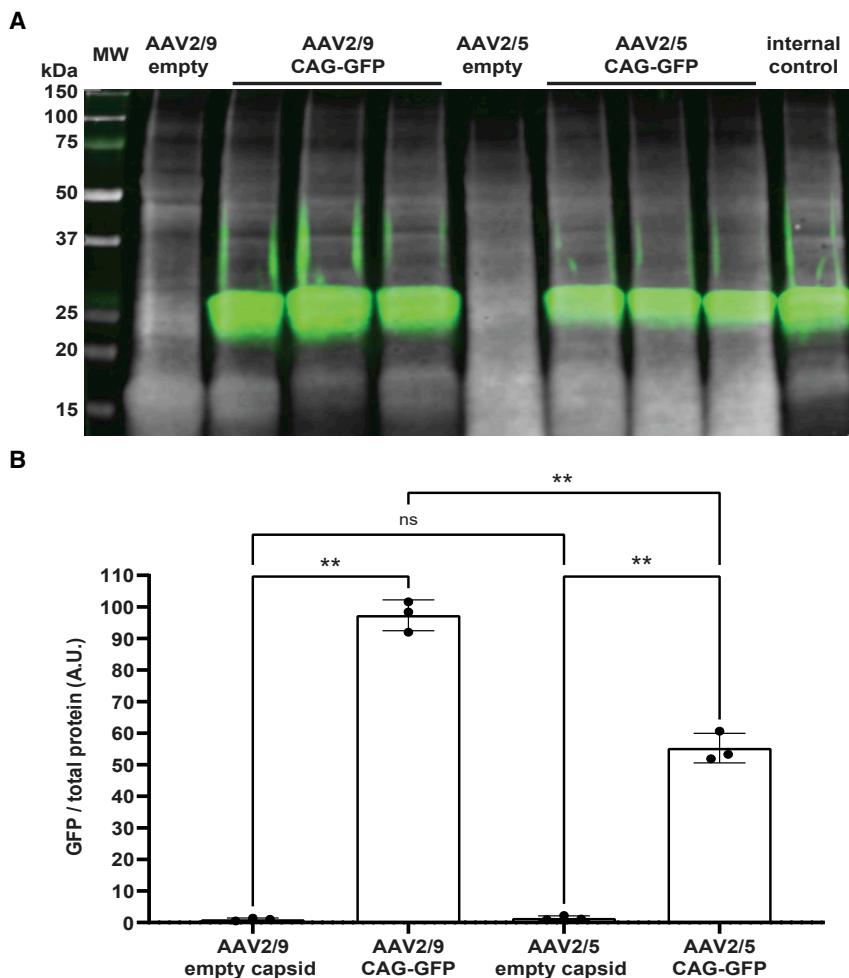 A
MW
AAV2/9
empty
AAV2/9
CAG-GFP
AAV2/5
empty
AAV2/5
CAG-GFP
internal
control
kDa
150
100
75
50
37
25
20
15
B
**
ns
**
**
GFP / total protein (A.U.)
110
100
90
80
70
60
50
40
30
20
10
0
AAV2/9
empty capsid
AAV2/9
CAG-GFP
AAV2/5
empty capsid
AAV2/5
CAG-GFP